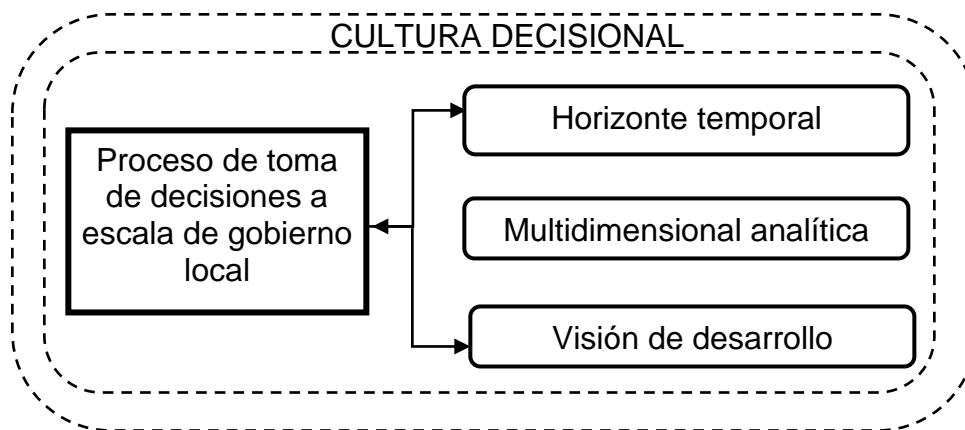 CULTURA DECISIONAL
Proceso de toma
de decisiones a
escala de gobierno
local
Horizonte temporal
Multidimensional analítica
Visión de desarrollo